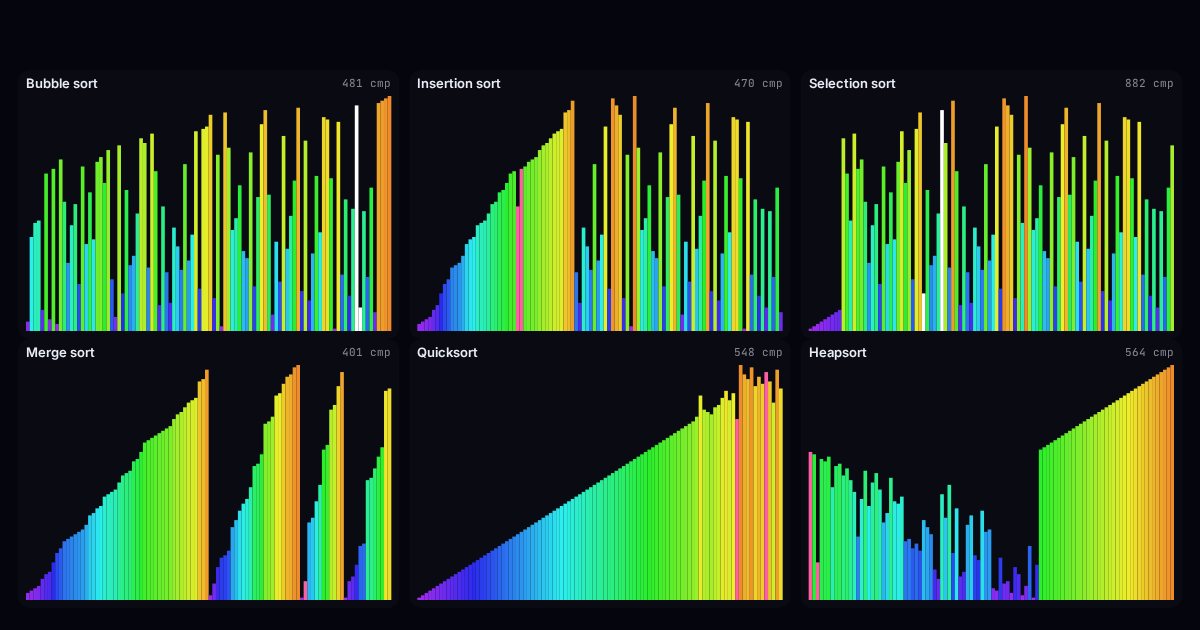 Bubble sort 481 cmp
Insertion sort 470 cmp
Selection sort 882 cmp
Merge sort 401 cmp
Quicksort 548 cmp
Heapsort 564 cmp